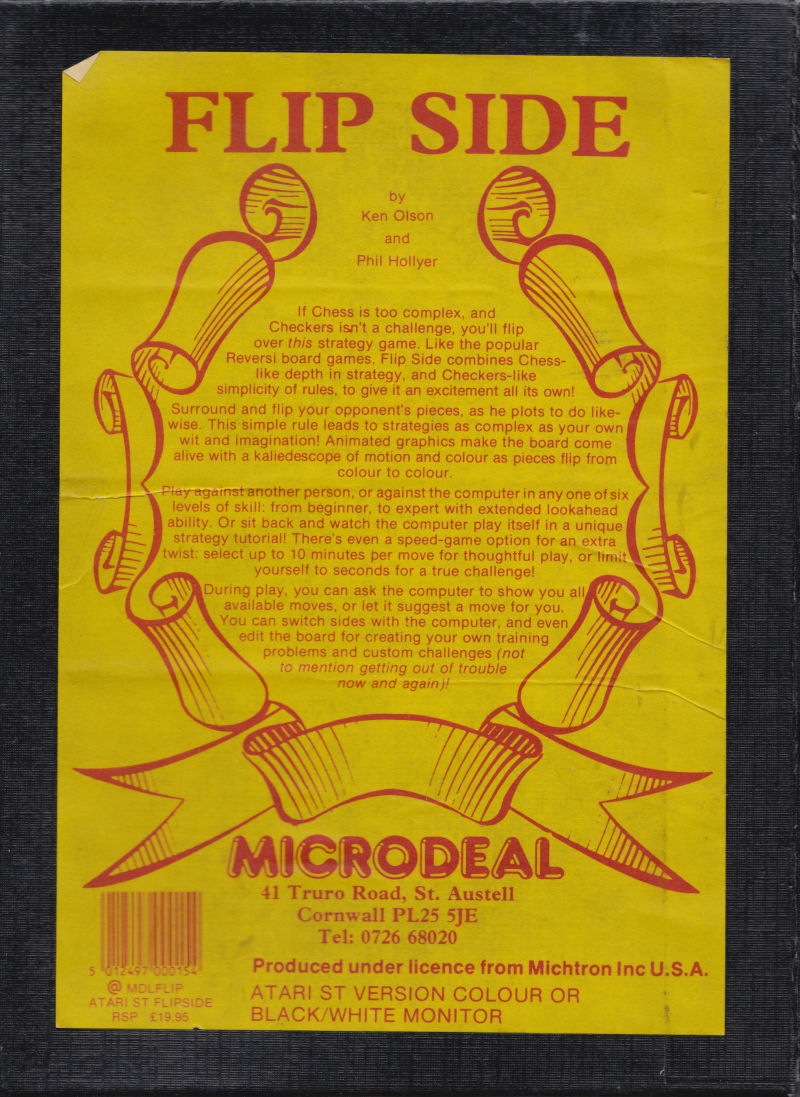 FLIP SIDE
by
Ken Olson
and
Phil Hollyer
If Chess is too complex, and
Checkers isn't a challenge, you'll flip
over this strategy game. Like the popular
Reversi board games, Flip Side combines Chess-
like depth in strategy, and Checkers-like
simplicity of rules, to give it an excitement all its own!
Surround and flip your opponent's pieces, as he plots to do like-
wise. This simple rule leads to strategies as complex as your own
wit and imagination! Animated graphics make the board come
alive with a kaliedescope of motion and colour as pieces flip from
colour to colour.
Play against another person, or against the computer in any one of six
levels of skill: from beginner, to expert with extended lookahead
ability. Or sit back and watch the computer play itself in a unique
strategy tutorial! There's even a speed-game option for an extra
twist: select up to 10 minutes per move for thoughtful play, or limit
yourself to seconds for a true challenge!
During play, you can ask the computer to show you all
available moves, or let it suggest a move for you.
You can switch sides with the computer, and even
edit the board for creating your own training
problems and custom challenges (not
to mention getting out of trouble
now and again)!
MICRODEAL
41 Truro Road, St. Austell
Cornwall PL25 5JE
Tel: 0726 68020
5 012497 000154
@ MDLFLIP
ATARI ST FLIPSIDE
RSP £19.95
Produced under licence from Michtron Inc U.S.A.
ATARI ST VERSION COLOUR OR
BLACK/WHITE MONITOR